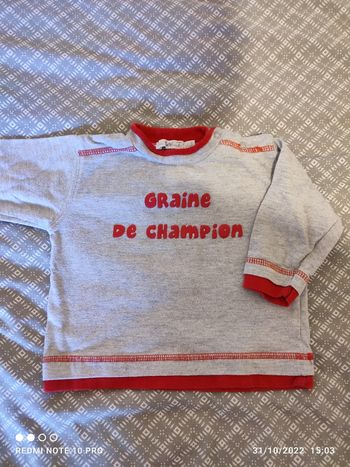 Graine
De champion
REDMI NOTE 10 PRO
31/10/2022 15:03